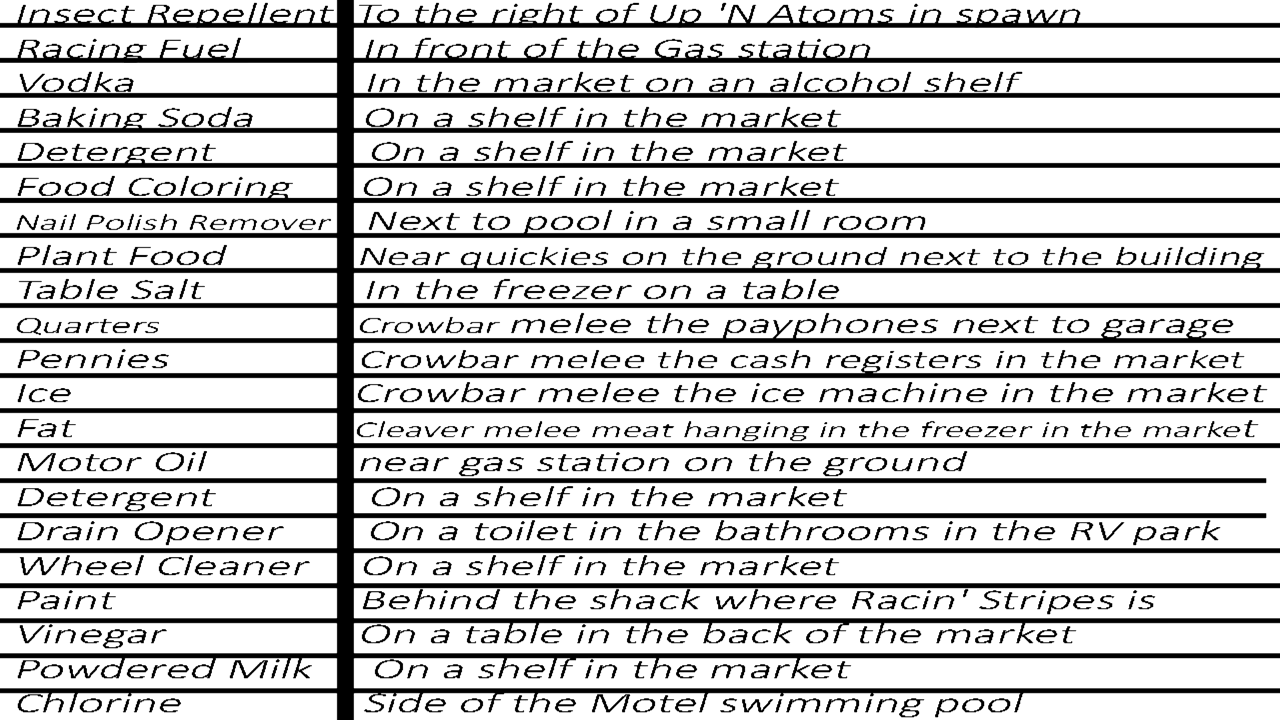 Insect Repellent To the right of Up 'N Atoms in spawn
Racing Fuel In front of the Gas station
Vodka In the market on an alcohol shelf
Baking Soda On a shelf in the market
Detergent On a shelf in the market
Food Coloring On a shelf in the market
Nail Polish Remover Next to pool in a small room
Plant Food Near quickies on the ground next to the building
Table Salt In the freezer on a table
Quarters Crowbar melee the payphones next to garage
Pennies Crowbar melee the cash registers in the market
Ice Crowbar melee the ice machine in the market
Fat Cleaver melee meat hanging in the freezer in the market
Motor Oil near gas station on the ground
Detergent On a shelf in the market
Drain Opener On a toilet in the bathrooms in the RV park
Wheel Cleaner On a shelf in the market
Paint Behind the shack where Racin' Stripes is
Vinegar On a table in the back of the market
Powdered Milk On a shelf in the market
Chlorine Side of the Motel swimming pool